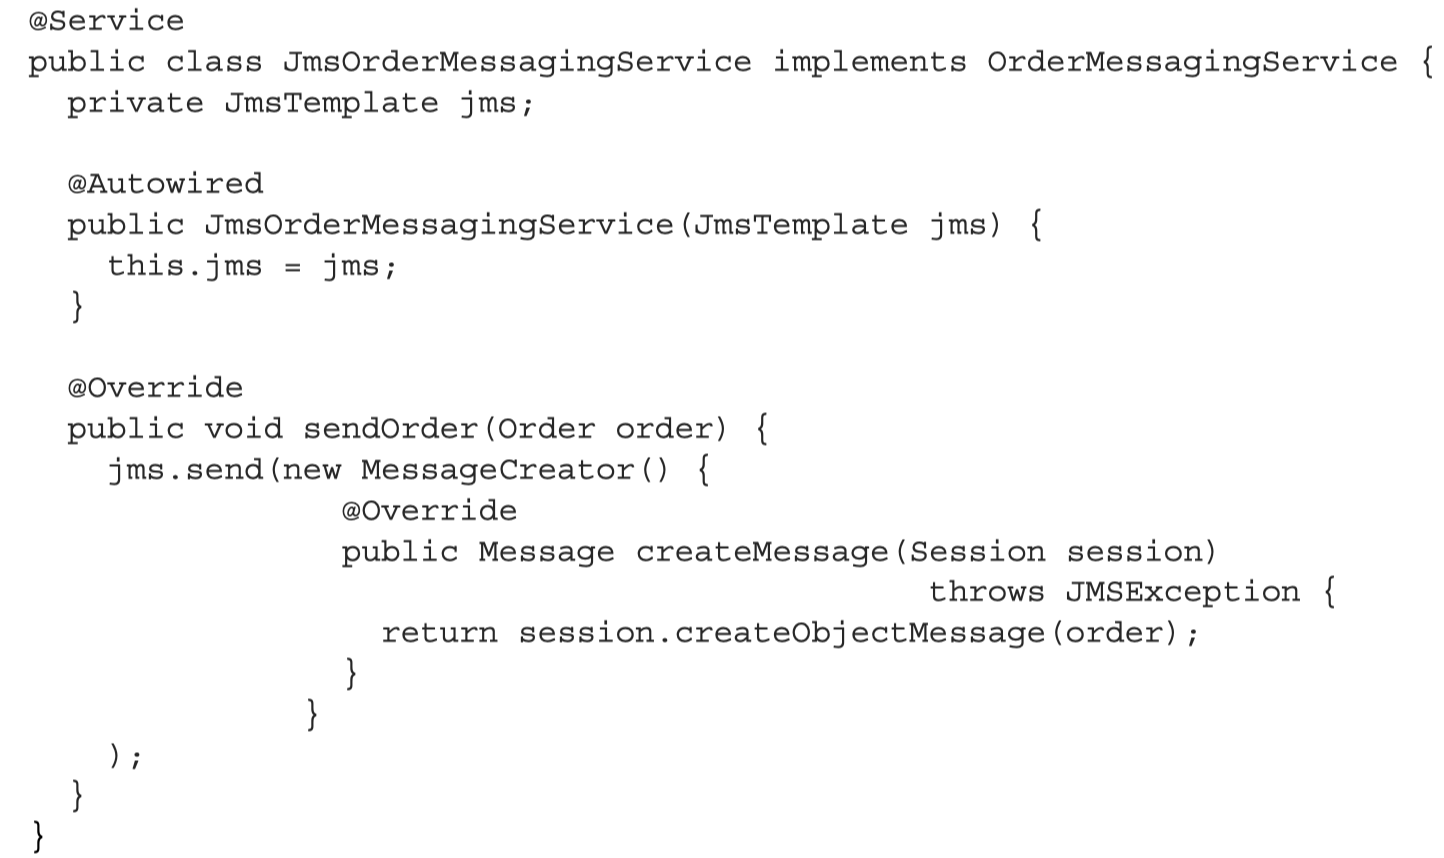 @Service
public class JmsOrderMessagingService implements OrderMessagingService {
  private JmsTemplate jms;

  @Autowired
  public JmsOrderMessagingService(JmsTemplate jms) {
    this.jms = jms;
  }

  @Override
  public void sendOrder(Order order) {
    jms.send(new MessageCreator() {
                @Override
                public Message createMessage(Session session)
                                              throws JMSException {
                  return session.createObjectMessage(order);
                }
              }
    );
  }
}